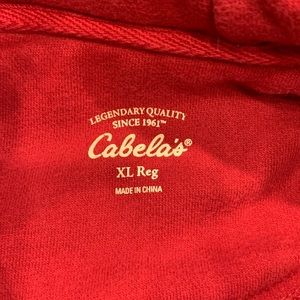 LEGENDARY QUALITY
SINCE 1961™
Cabela's®
XL Reg
MADE IN CHINA